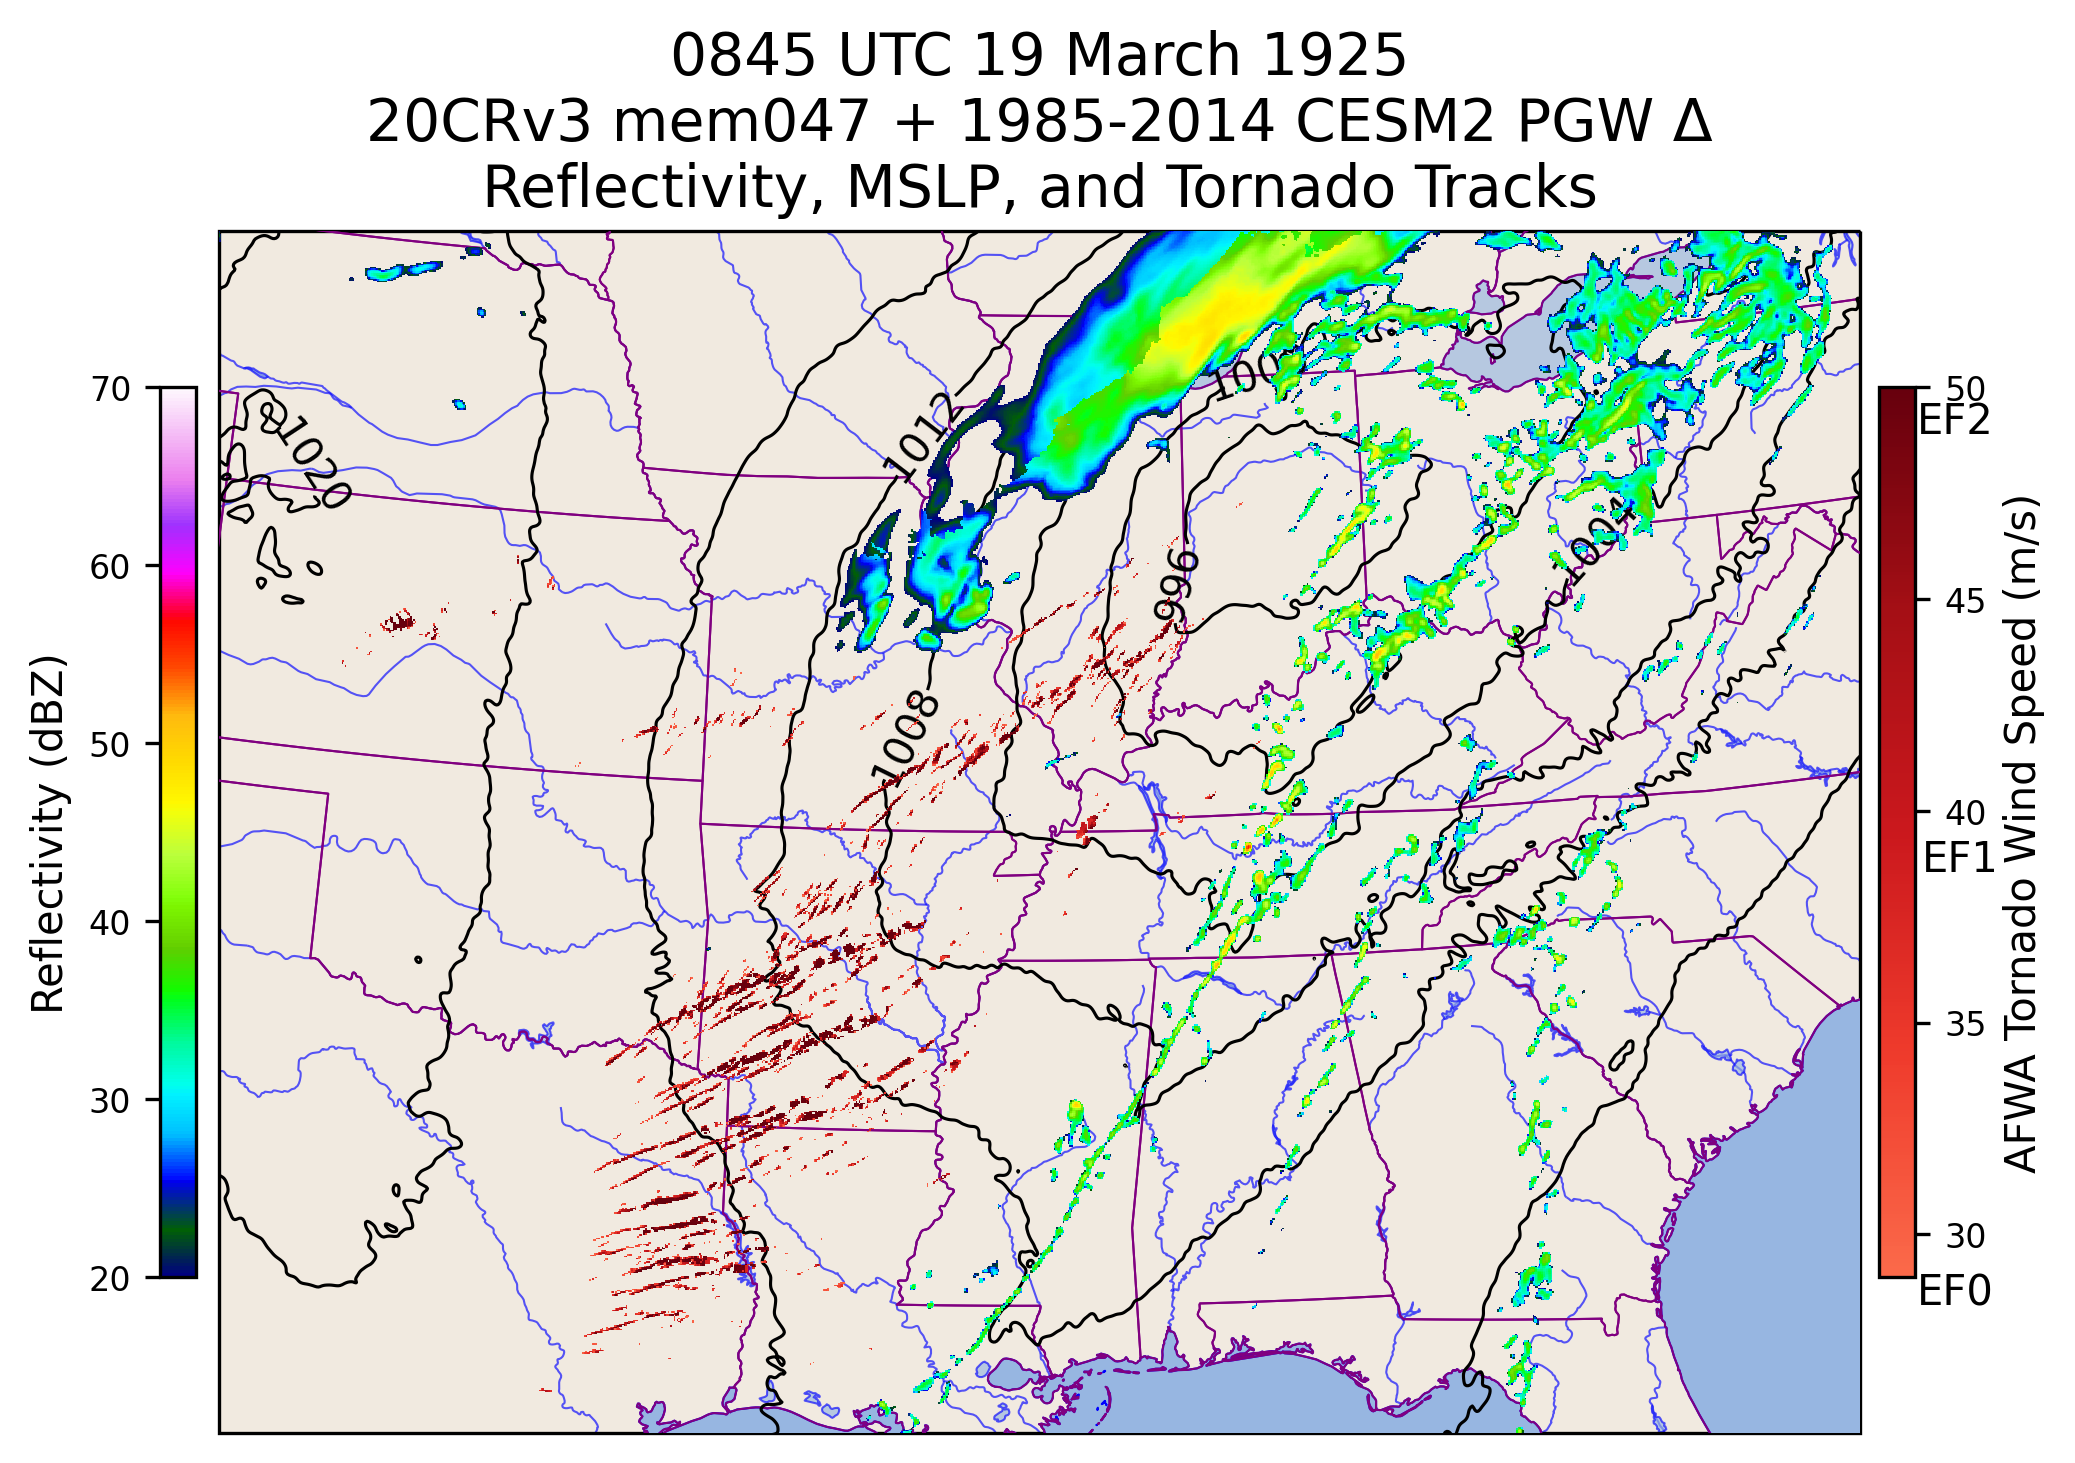 0845 UTC 19 March 1925
20CRv3 mem047 + 1985-2014 CESM2 PGW Δ
Reflectivity, MSLP, and Tornado Tracks
Reflectivity (dBZ)
70
60
50
40
30
20
1020
1012
1008
996
1004
50
EF2
45
40
EF1
35
30
EF0
AFWA Tornado Wind Speed (m/s)